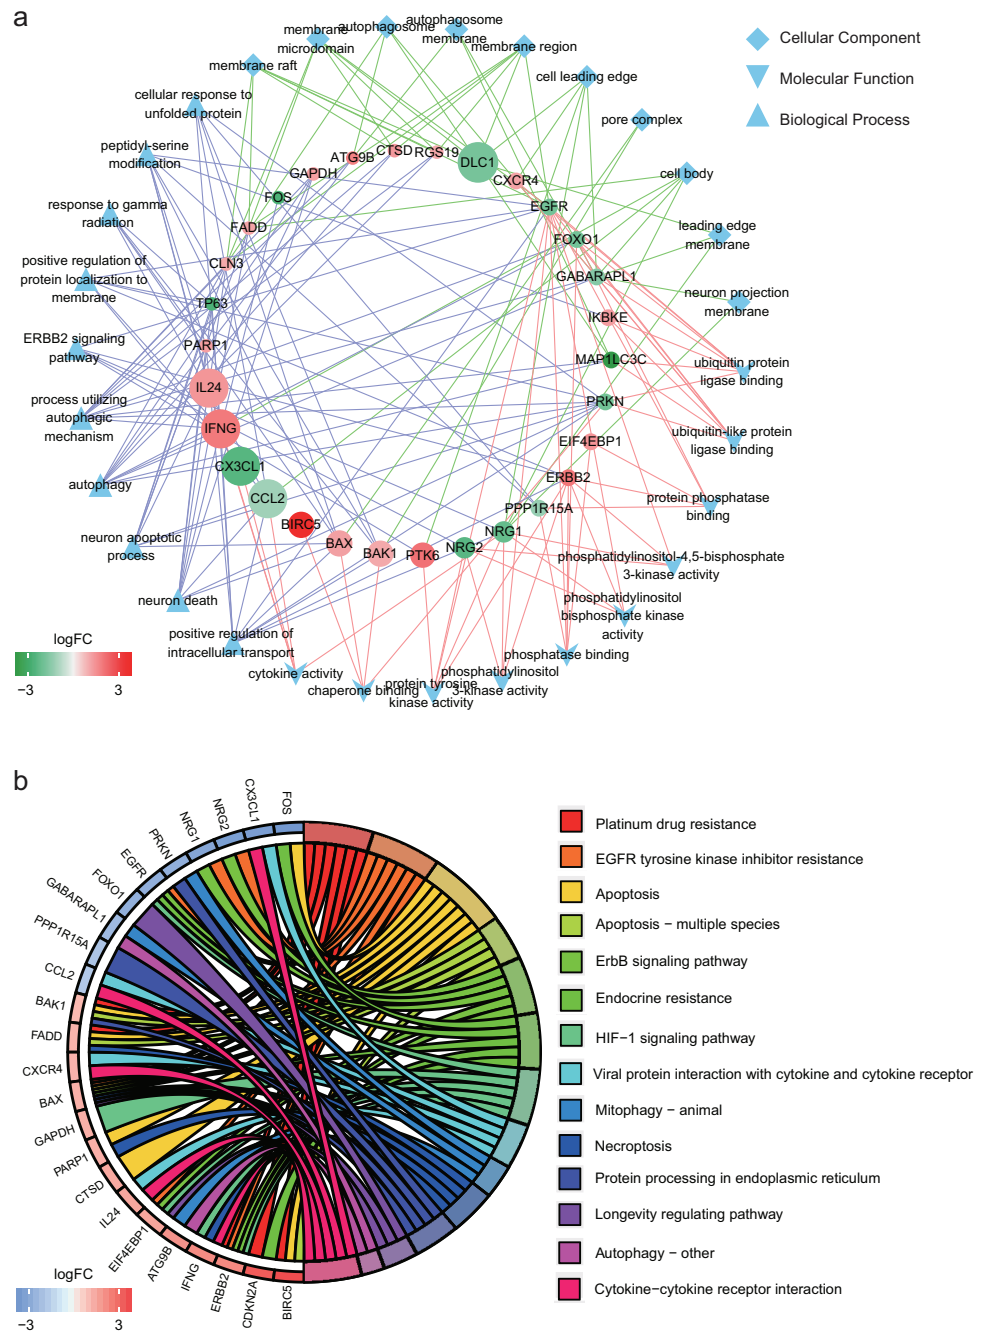 a
autophagosome
membrane
autophagosome
membrane
microdomain
membrane region
membrane raft
cell leading edge
cellular response to
unfolded protein
pore complex
peptidyl-serine
modification
cell body
response to gamma
radiation
leading edge
membrane
positive regulation of
protein localization to
membrane
neuron projection
membrane
ERBB2 signaling
pathway
ubiquitin protein
ligase binding
process utilizing
autophagic
mechanism
ubiquitin-like protein
ligase binding
autophagy
protein phosphatase
binding
neuron apoptotic
process
phosphatidylinositol-4,5-bisphosphate
3-kinase activity
neuron death
phosphatidylinositol
bisphosphate kinase
activity
positive regulation of
intracellular transport
phosphatase binding
cytokine activity
chaperone binding
protein tyrosine
kinase activity
phosphatidylinositol
3-kinase activity
Cellular Component
Molecular Function
Biological Process
ATG9B
CTSD
RGS19
DLC1
GAPDH
CXCR4
FOS
EGFR
FADD
FOXO1
CLN3
GABARAPL1
TP63
IKBKE
PARP1
MAP1LC3C
IL24
PRKN
IFNG
EIF4EBP1
CX3CL1
ERBB2
CCL2
PPP1R15A
BIRC5
NRG1
BAX
BAK1
PTK6
NRG2
logFC
−3
3
b
FOS
CX3CL1
NRG2
NRG1
PRKN
EGFR
FOXO1
GABARAPL1
PPP1R15A
CCL2
BAK1
FADD
CXCR4
BAX
GAPDH
PARP1
CTSD
IL24
EIF4EBP1
ATG9B
IFNG
ERBB2
CDKN2A
BIRC5
Platinum drug resistance
EGFR tyrosine kinase inhibitor resistance
Apoptosis
Apoptosis − multiple species
ErbB signaling pathway
Endocrine resistance
HIF−1 signaling pathway
Viral protein interaction with cytokine and cytokine receptor
Mitophagy − animal
Necroptosis
Protein processing in endoplasmic reticulum
Longevity regulating pathway
Autophagy − other
Cytokine−cytokine receptor interaction
logFC
−3
3